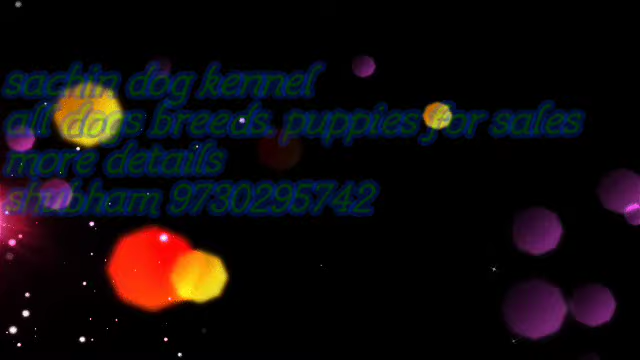 sachin dog kennel
all dogs breeds puppies for sales
more details
shubham 9730295742